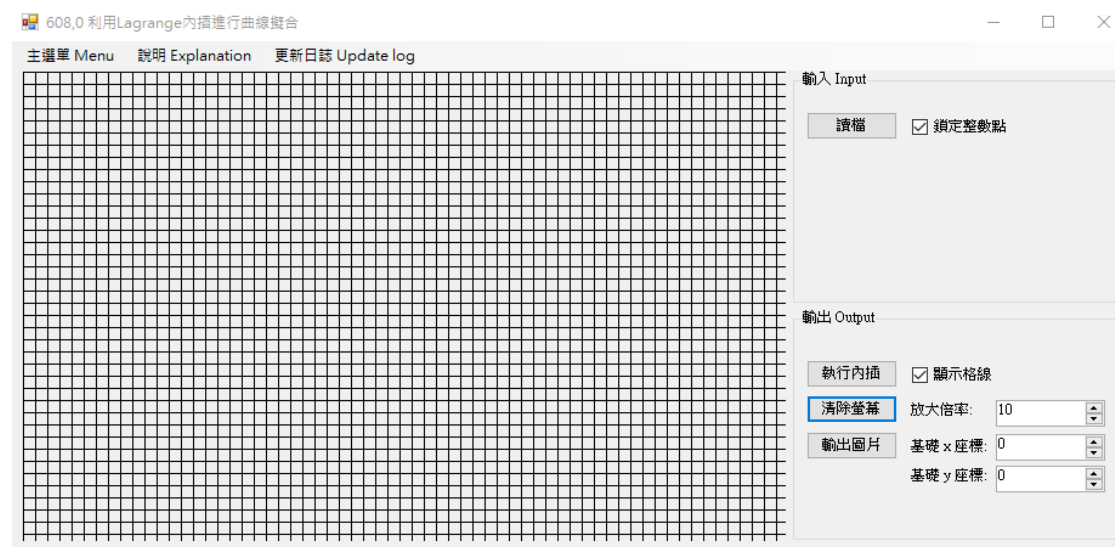 608,0 利用Lagrange內插進行曲線擬合
主選單 Menu 說明 Explanation 更新日誌 Update log
輸入 Input
讀檔 鎖定整數點
輸出 Output
執行內插 顯示格線
清除螢幕 放大倍率: 10
輸出圖片 基礎 x 座標: 0
基礎 y 座標: 0